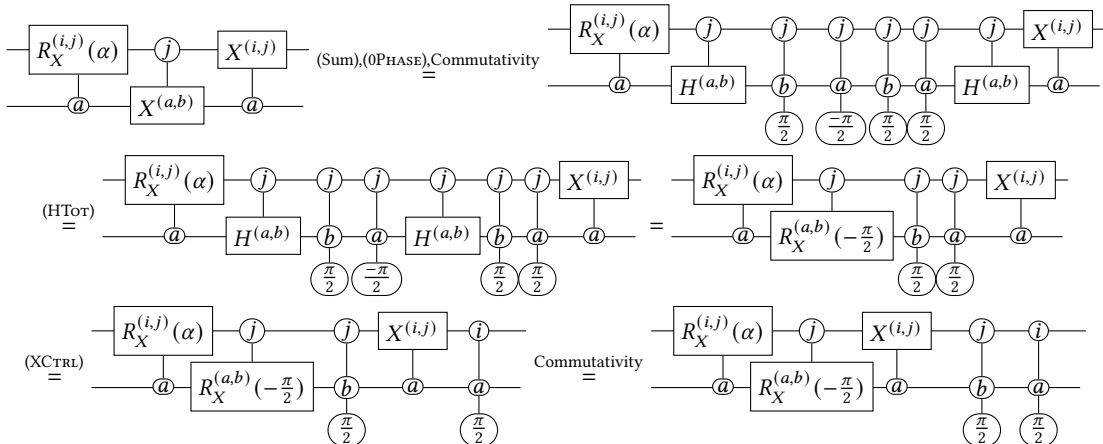 R_X^{(i,j)}(α) j X^{(i,j)} (Sum),(0Phase),Commutativity = R_X^{(i,j)}(α) j j j j j j X^{(i,j)}
a X^{(a,b)} a a H^{(a,b)} b a b a H^{(a,b)} a
π/2 -π/2 π/2 π/2
(HTot) = R_X^{(i,j)}(α) j j j j j j X^{(i,j)} = R_X^{(i,j)}(α) j j j X^{(i,j)}
a H^{(a,b)} b a H^{(a,b)} b a a a R_X^{(a,b)}(-π/2) b a a
π/2 -π/2 π/2 π/2 π/2 π/2
(XCtrl) = R_X^{(i,j)}(α) j j X^{(i,j)} i Commutativity = R_X^{(i,j)}(α) j X^{(i,j)} j i
a R_X^{(a,b)}(-π/2) b a a a R_X^{(a,b)}(-π/2) a b a
π/2 π/2 π/2 π/2